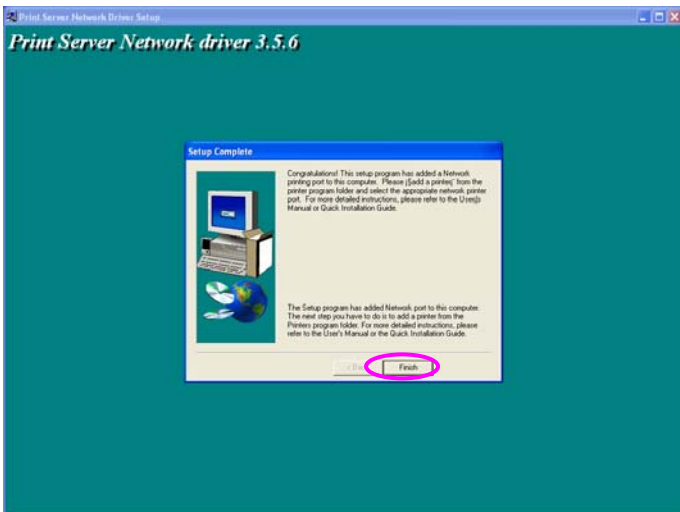 Print Server Network Driver Setup
Print Server Network driver 3.5.6
Setup Complete
Congratulations! This setup program has added a Network
printing port to this computer. Please j§add a printerj¨ from the
printer program folder and select the appropriate network printer
port. For more detailed instructions, please refer to the Userj¦s
Manual or Quick Installation Guide.
The Setup program has added Network port to this computer.
The next step you have to do is to add a printer from the
Printers program folder. For more detailed instructions, please
refer to the User's Manual or the Quick Installation Guide.
Finish